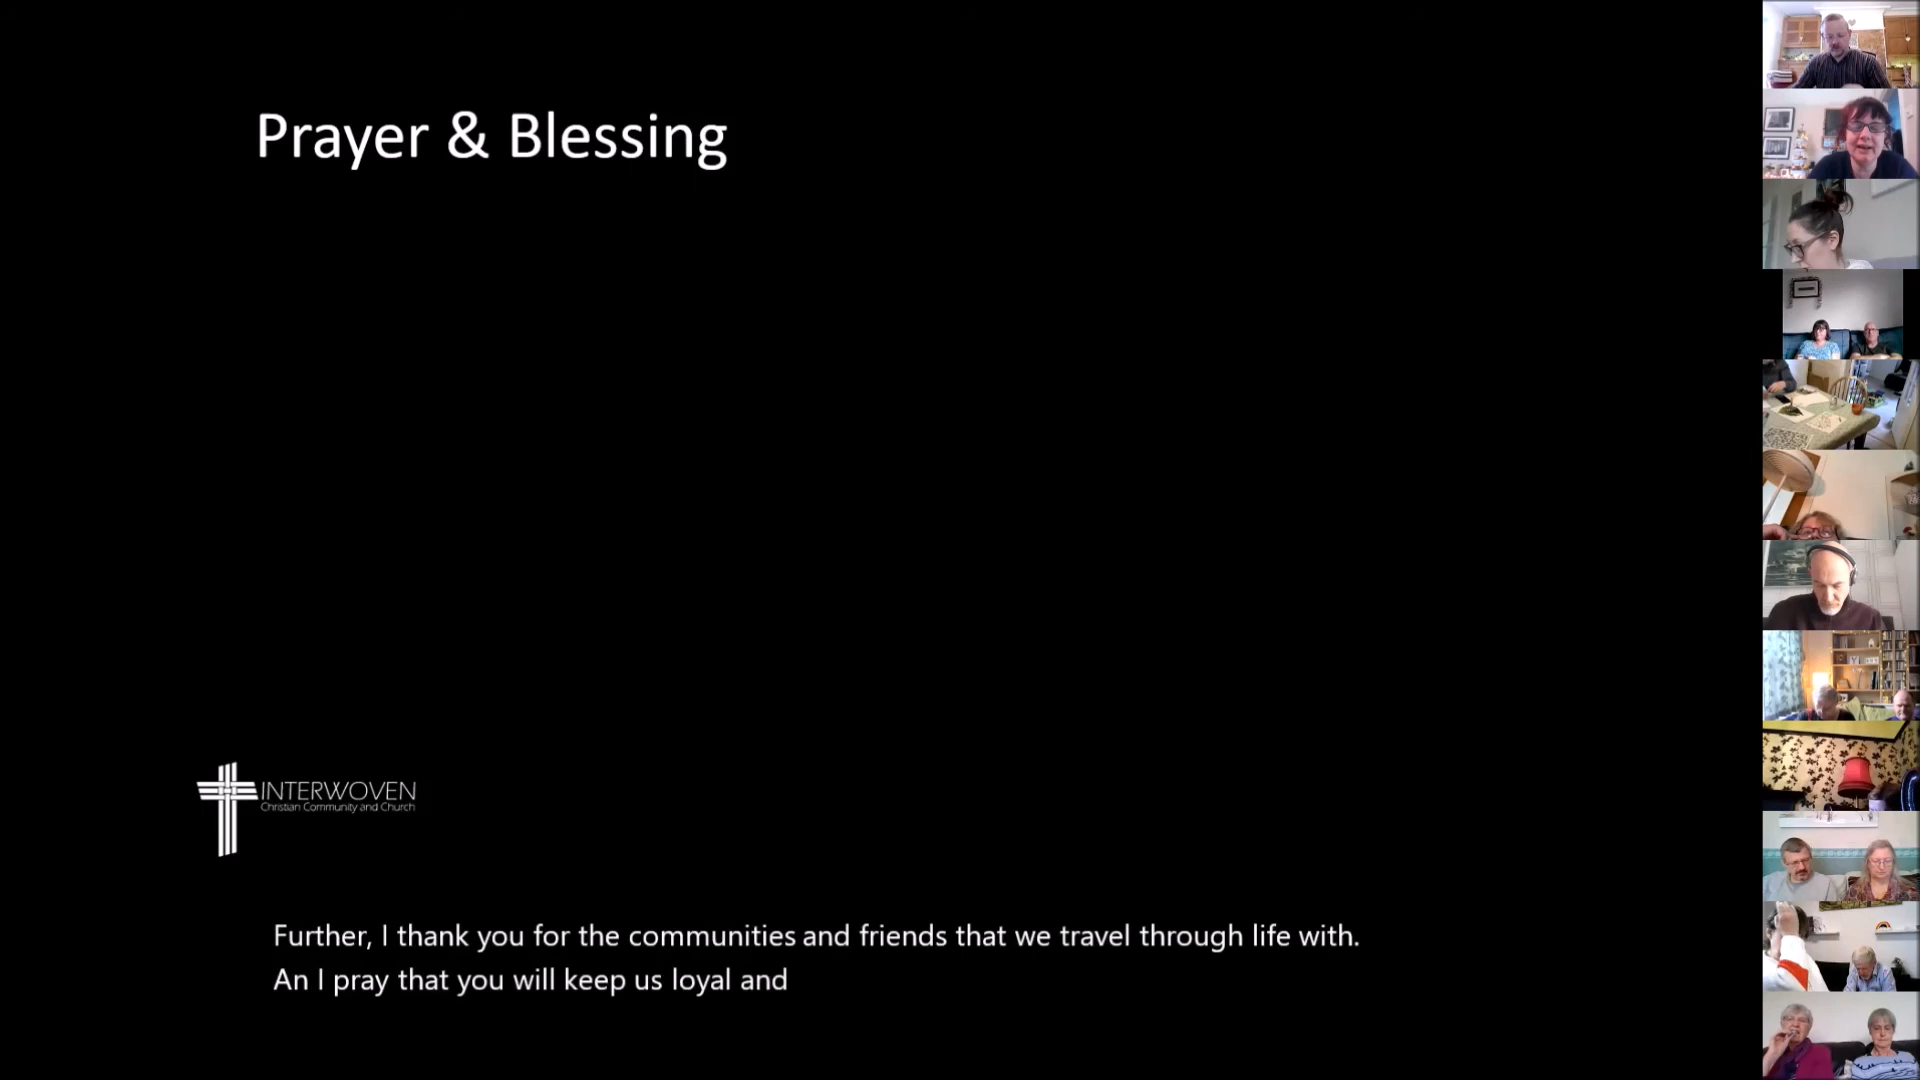 Prayer & Blessing
INTERWOVEN
Christian Community and Church
Further, I thank you for the communities and friends that we travel through life with.
An I pray that you will keep us loyal and